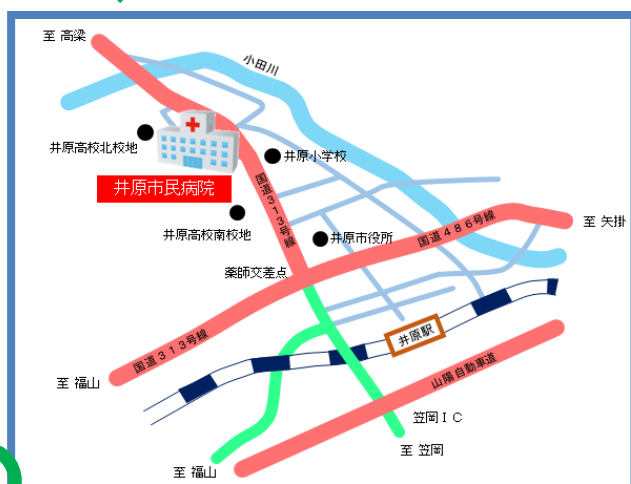 至 高梁
小田川
井原高校北校地
井原小学校
井原市民病院
国道313号線
井原高校南校地
井原市役所
国道486号線
至 矢掛
薬師交差点
国道313号線
井原駅
至 福山
山陽自動車道
笠岡IC
至 笠岡
至 福山